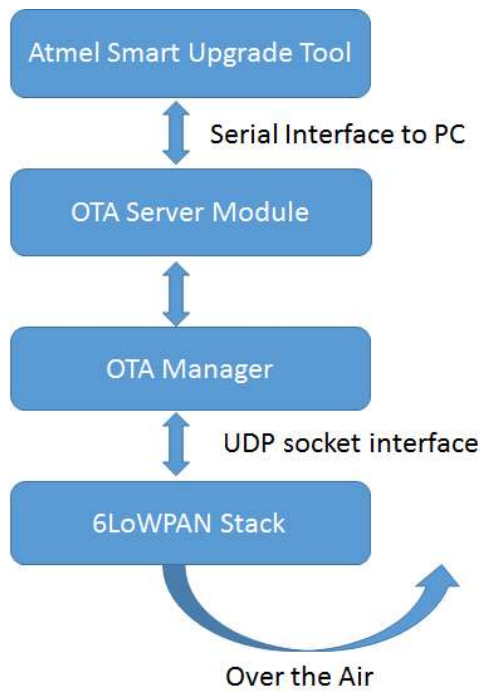 Atmel Smart Upgrade Tool
Serial Interface to PC
OTA Server Module
OTA Manager
UDP socket interface
6LoWPAN Stack
Over the Air